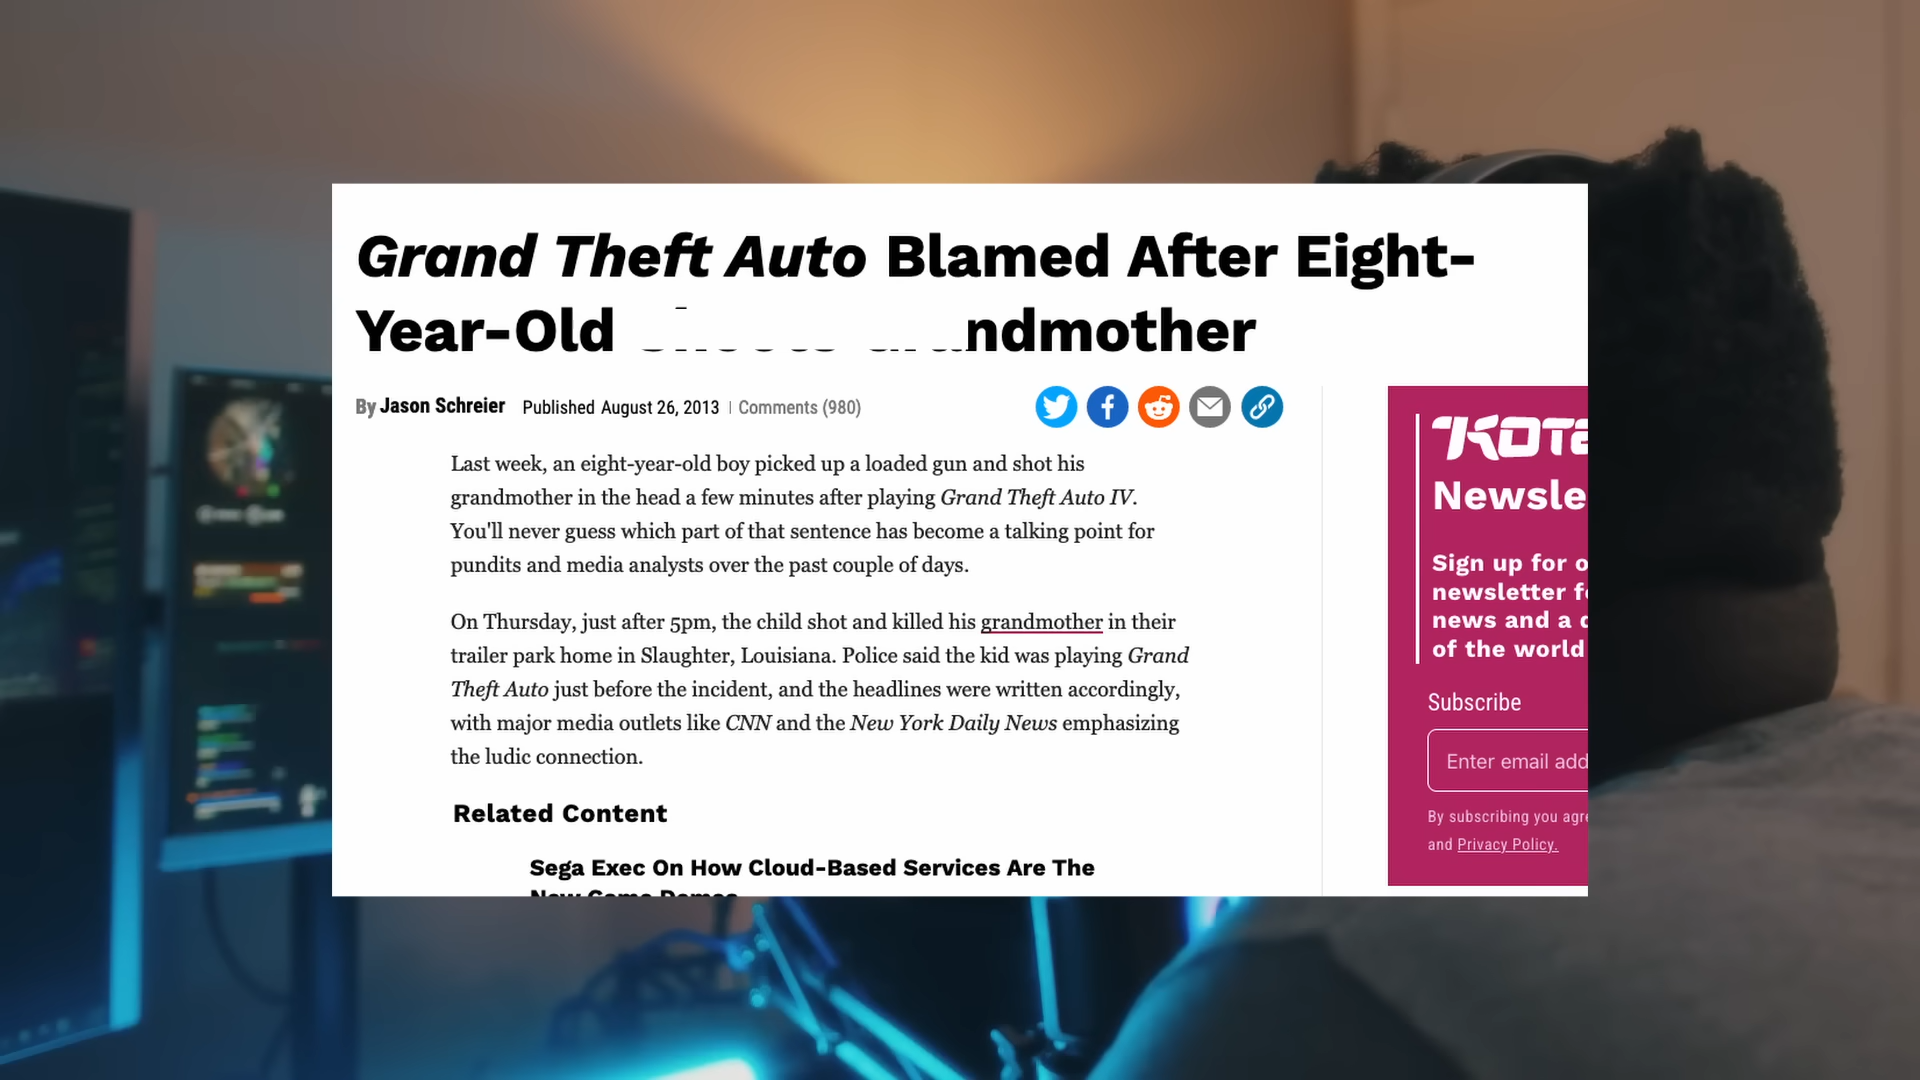 Grand Theft Auto Blamed After Eight-
Year-Old ndmother
By Jason Schreier Published August 26, 2013 | Comments (980)
Last week, an eight-year-old boy picked up a loaded gun and shot his
grandmother in the head a few minutes after playing Grand Theft Auto IV.
You'll never guess which part of that sentence has become a talking point for
pundits and media analysts over the past couple of days.
On Thursday, just after 5pm, the child shot and killed his grandmother in their
trailer park home in Slaughter, Louisiana. Police said the kid was playing Grand
Theft Auto just before the incident, and the headlines were written accordingly,
with major media outlets like CNN and the New York Daily News emphasizing
the ludic connection.
Related Content
Sega Exec On How Cloud-Based Services Are The
Newsle
Sign up for o
newsletter f
news and a
of the world
Subscribe
Enter email add
By subscribing you agre
and Privacy Policy.